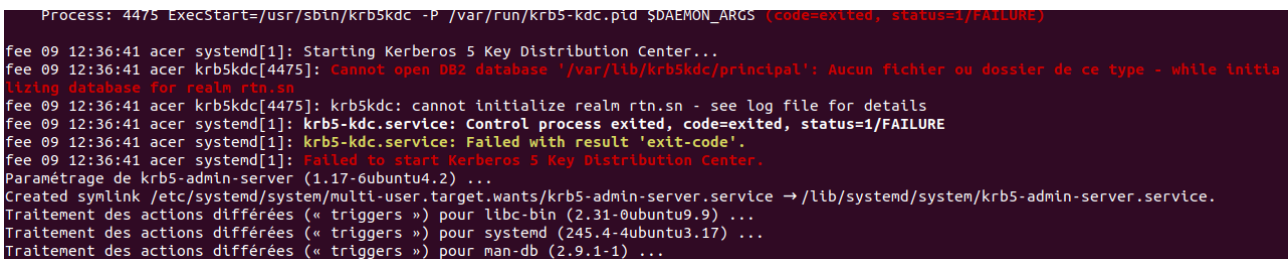 Process: 4475 ExecStart=/usr/sbin/krb5kdc -P /var/run/krb5-kdc.pid $DAEMON_ARGS (code=exited, status=1/FAILURE)
fee 09 12:36:41 acer systemd[1]: Starting Kerberos 5 Key Distribution Center...
fee 09 12:36:41 acer krb5kdc[4475]: Cannot open DB2 database '/var/lib/krb5kdc/principal': Aucun fichier ou dossier de ce type - while initia
lizing database for realm rtn.sn
fee 09 12:36:41 acer krb5kdc[4475]: krb5kdc: cannot initialize realm rtn.sn - see log file for details
fee 09 12:36:41 acer systemd[1]: krb5-kdc.service: Control process exited, code=exited, status=1/FAILURE
fee 09 12:36:41 acer systemd[1]: krb5-kdc.service: Failed with result 'exit-code'.
fee 09 12:36:41 acer systemd[1]: Failed to start Kerberos 5 Key Distribution Center.
Paramétrage de krb5-admin-server (1.17-6ubuntu4.2) ...
Created symlink /etc/systemd/system/multi-user.target.wants/krb5-admin-server.service → /lib/systemd/system/krb5-admin-server.service.
Traitement des actions différées (« triggers ») pour libc-bin (2.31-0ubuntu9.9) ...
Traitement des actions différées (« triggers ») pour systemd (245.4-4ubuntu3.17) ...
Traitement des actions différées (« triggers ») pour man-db (2.9.1-1) ...